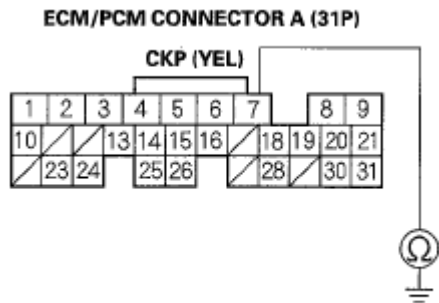 ECM/PCM CONNECTOR A (31P)
CKP (YEL)
1 2 3 4 5 6 7 8 9
10 13 14 15 16 18 19 20 21
23 24 25 26 28 30 31
Ω